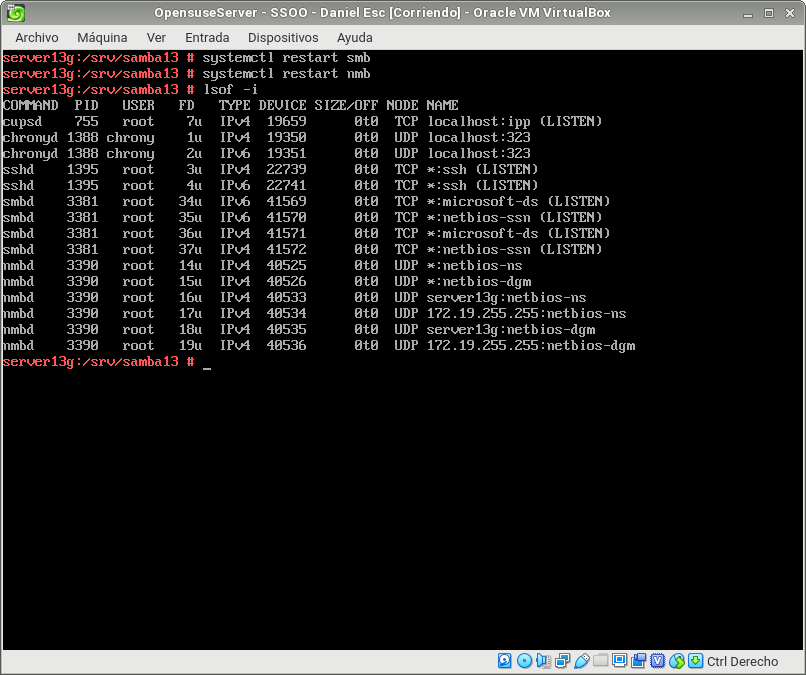 OpensuseServer - SSOO - Daniel Esc [Corriendo] - Oracle VM VirtualBox
Archivo Máquina Ver Entrada Dispositivos Ayuda
server13g:/srv/samba13 # systemctl restart smb
server13g:/srv/samba13 # systemctl restart nmb
server13g:/srv/samba13 # lsof -i
COMMAND PID USER FD TYPE DEVICE SIZE/OFF NODE NAME
cupsd 755 root 7u IPv4 19659 0t0 TCP localhost:ipp (LISTEN)
chronyd 1388 chrony 1u IPv4 19350 0t0 UDP localhost:323
chronyd 1388 chrony 2u IPv6 19351 0t0 UDP localhost:323
sshd 1395 root 3u IPv4 22739 0t0 TCP *:ssh (LISTEN)
sshd 1395 root 4u IPv6 22741 0t0 TCP *:ssh (LISTEN)
smbd 3381 root 34u IPv6 41569 0t0 TCP *:microsoft-ds (LISTEN)
smbd 3381 root 35u IPv6 41570 0t0 TCP *:netbios-ssn (LISTEN)
smbd 3381 root 36u IPv4 41571 0t0 TCP *:microsoft-ds (LISTEN)
smbd 3381 root 37u IPv4 41572 0t0 TCP *:netbios-ssn (LISTEN)
nmbd 3390 root 14u IPv4 40525 0t0 UDP *:netbios-ns
nmbd 3390 root 15u IPv4 40526 0t0 UDP *:netbios-dgm
nmbd 3390 root 16u IPv4 40533 0t0 UDP server13g:netbios-ns
nmbd 3390 root 17u IPv4 40534 0t0 UDP 172.19.255.255:netbios-ns
nmbd 3390 root 18u IPv4 40535 0t0 UDP server13g:netbios-dgm
nmbd 3390 root 19u IPv4 40536 0t0 UDP 172.19.255.255:netbios-dgm
server13g:/srv/samba13 # _
Ctrl Derecho